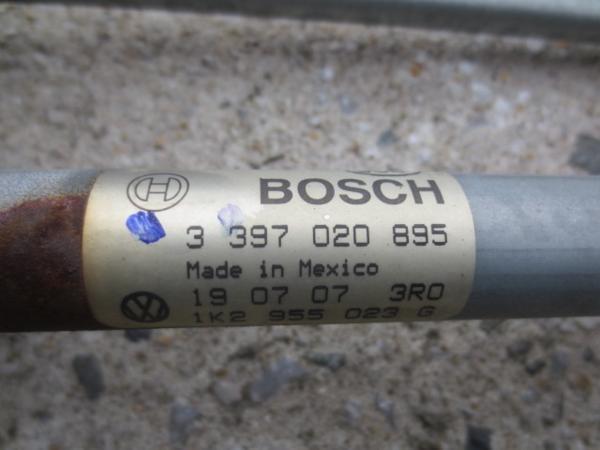 BOSCH
3 397 020 895
Made in Mexico
19 07 07 3R0
1K2 955 023 G